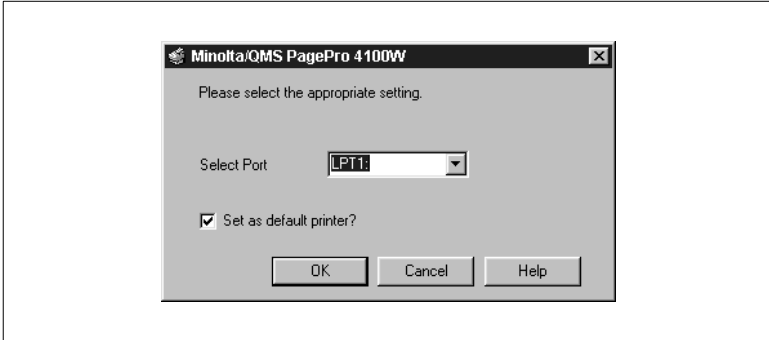 Minolta/QMS PagePro 4100W
Please select the appropriate setting.
Select Port LPT1:
Set as default printer?
OK Cancel Help